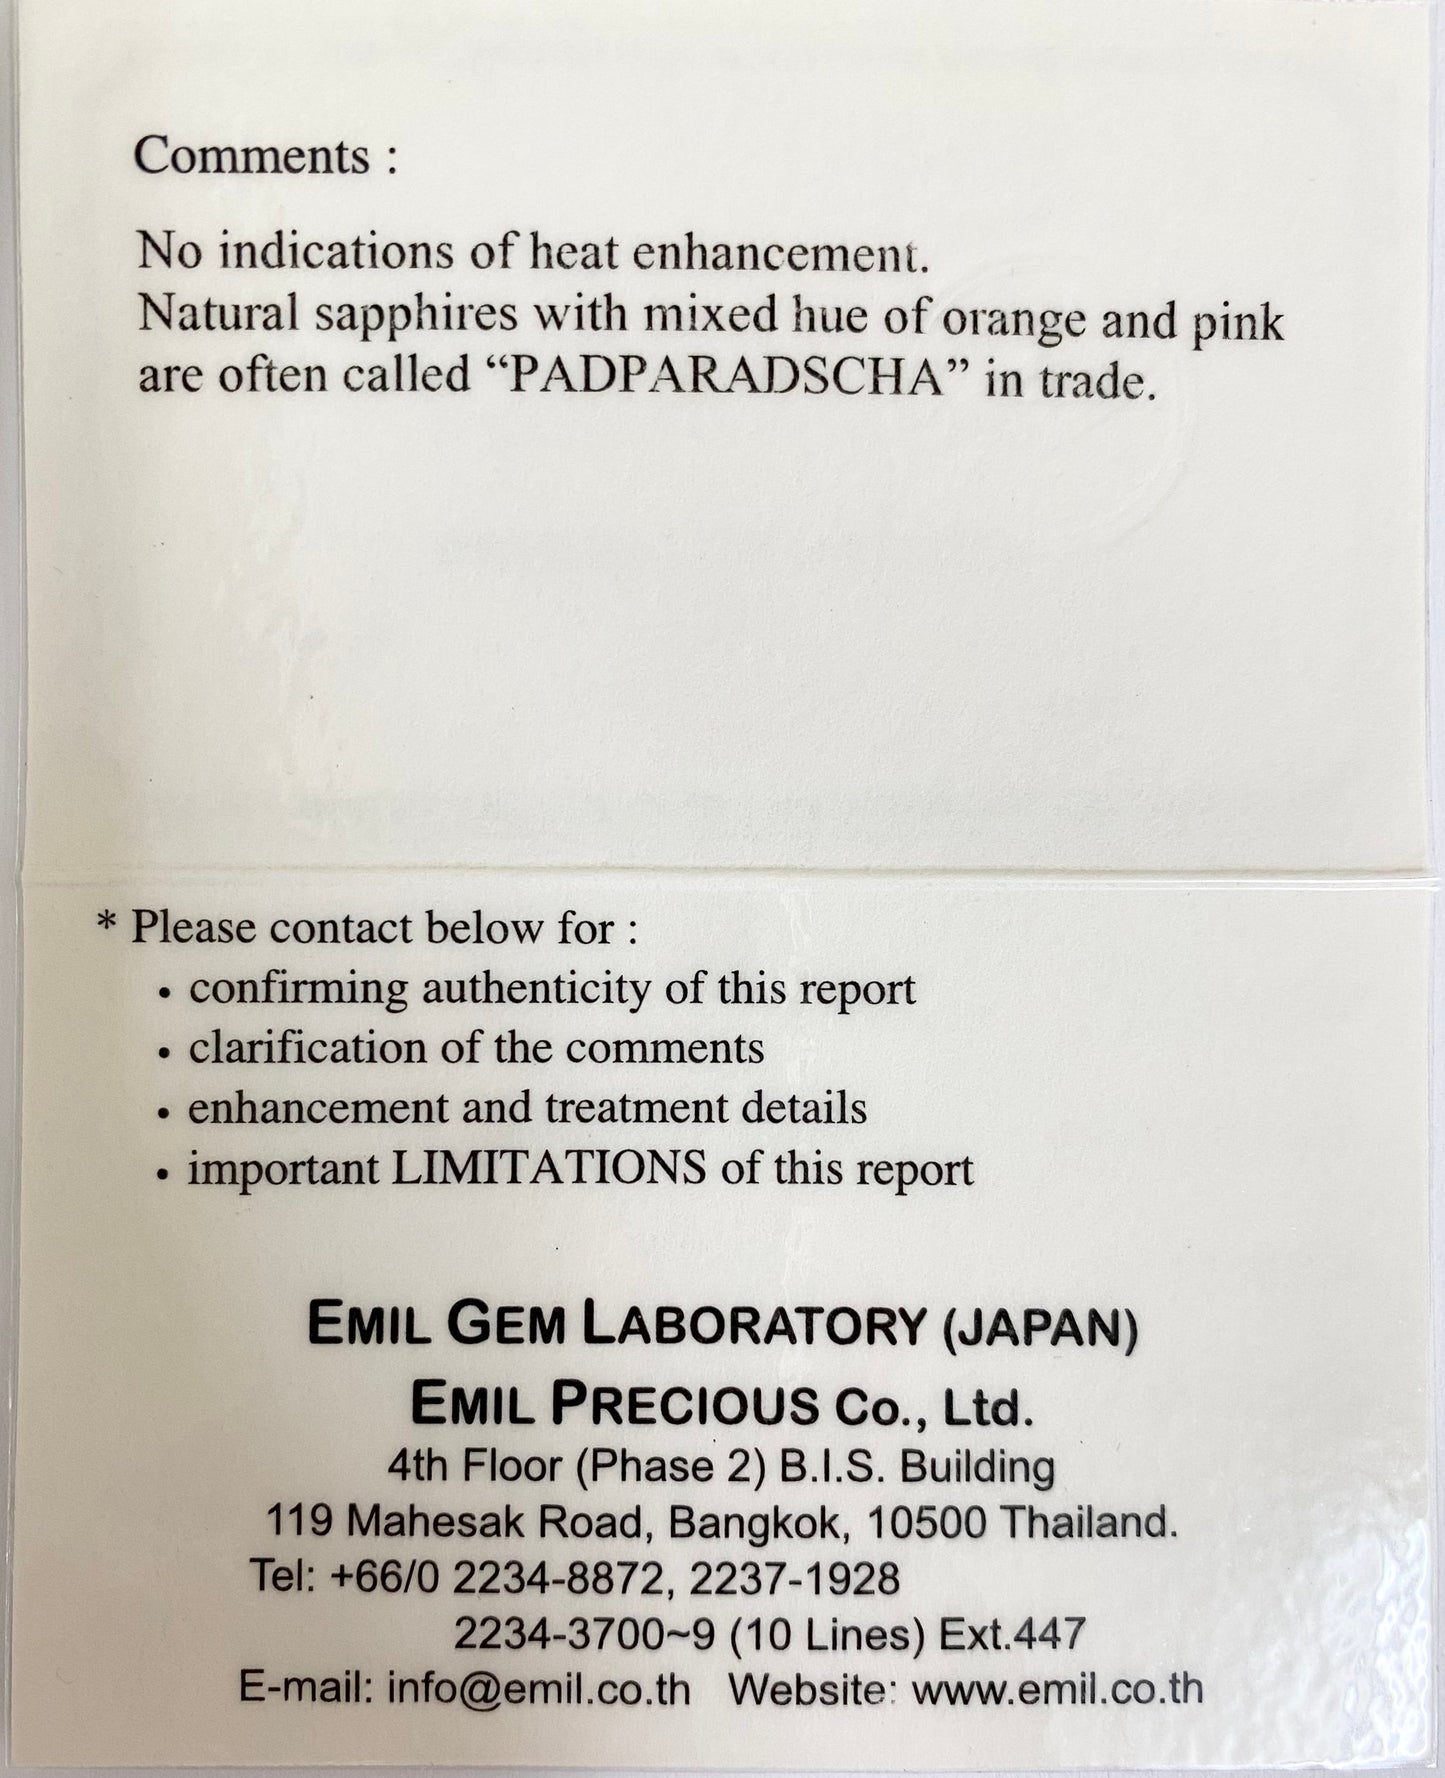 Comments :
No indications of heat enhancement.
Natural sapphires with mixed hue of orange and pink
are often called “PADPARADSCHA” in trade.
* Please contact below for :
• confirming authenticity of this report
• clarification of the comments
• enhancement and treatment details
• important LIMITATIONS of this report
EMIL GEM LABORATORY (JAPAN)
EMIL PRECIOUS Co., Ltd.
4th Floor (Phase 2) B.I.S. Building
119 Mahesak Road, Bangkok, 10500 Thailand.
Tel: +66/0 2234-8872, 2237-1928
2234-3700~9 (10 Lines) Ext.447
E-mail: info@emil.co.th Website: www.emil.co.th